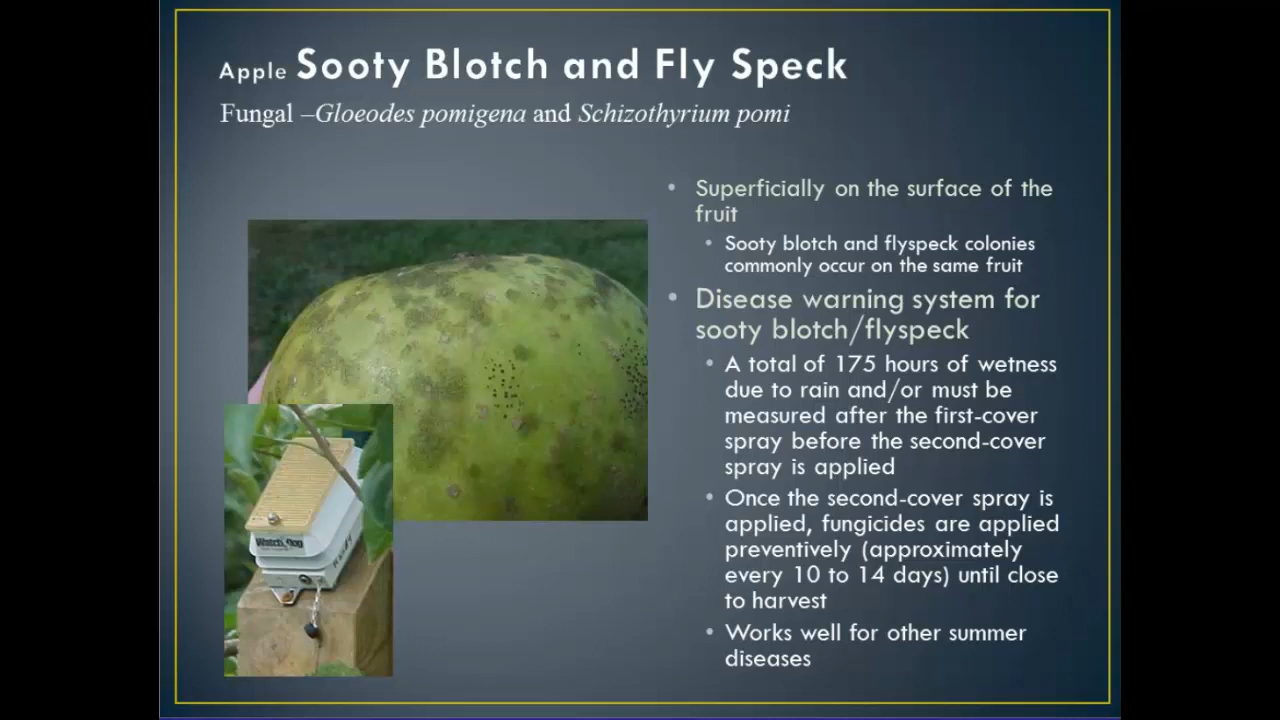 Apple Sooty Blotch and Fly Speck
Fungal –Gloeodes pomigena and Schizothyrium pomi
• Superficially on the surface of the
fruit
• Sooty blotch and flyspeck colonies
commonly occur on the same fruit
• Disease warning system for
sooty blotch/flyspeck
• A total of 175 hours of wetness
due to rain and/or must be
measured after the first-cover
spray before the second-cover
spray is applied
• Once the second-cover spray is
applied, fungicides are applied
preventively (approximately
every 10 to 14 days) until close
to harvest
• Works well for other summer
diseases
Watch Dog